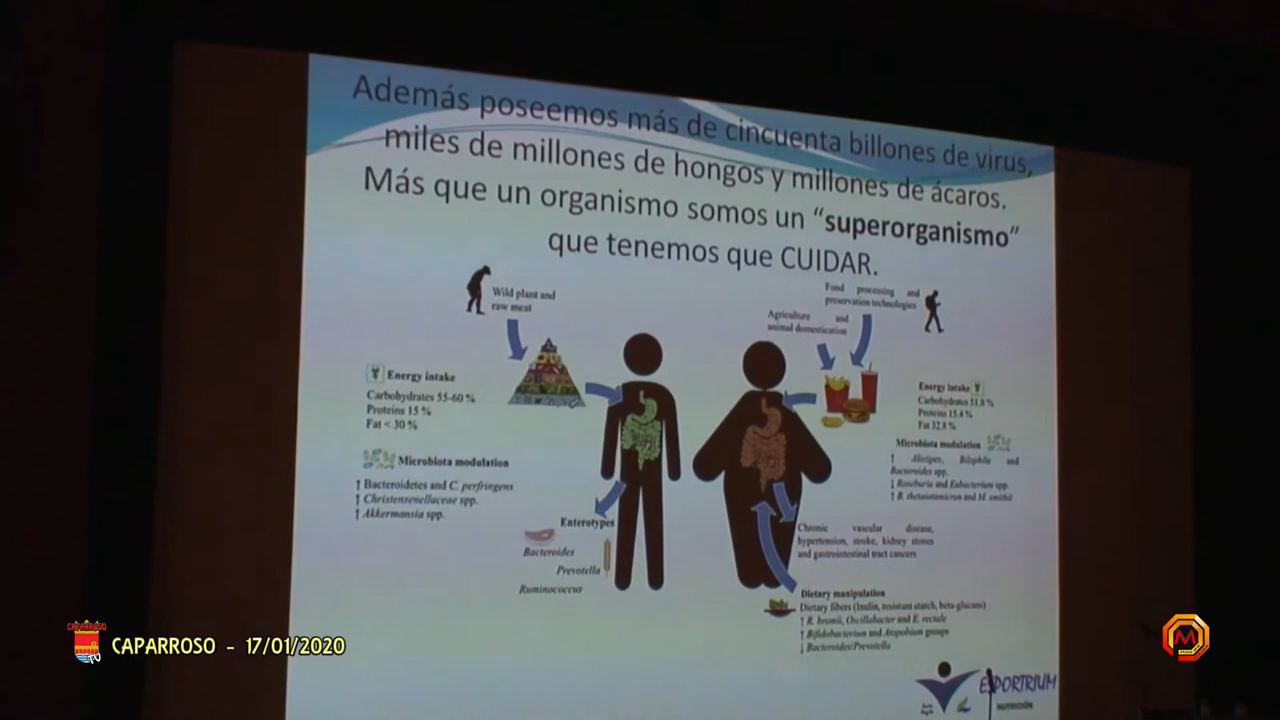 Además poseemos más de cincuenta billones de virus,
miles de millones de hongos y millones de ácaros.
Más que un organismo somos un “superorganismo”
que tenemos que CUIDAR.
Wild plant and
raw meat
Energy intake
Carbohydrates 55-60 %
Proteins 15 %
Fat < 30 %
Microbiota modulation
↑ Bacteroidetes and C. perfringens
↑ Christensenellaceae spp.
↑ Akkermansia spp.
Enterotypes
Bacteroides
Prevotella
Ruminococcus
Food processing and
preservation technologies
Agriculture and
animal domestication
Energy intake
Carbohydrates 51.8 %
Proteins 15.4 %
Fat 32.8 %
Microbiota modulation
↑ Alistipes, Bilophila and
Bacteroides spp.
↓ Roseburia and Eubacterium spp.
↑ B. thetaiotaomicron and M. smithii
Chronic vascular disease,
hypertension, stroke, kidney stones
and gastrointestinal tract cancers
Dietary manipulation
Dietary fibers (Inulin, resistant starch, beta-glucans)
↑ R. bromii, Oscillabacter and E. rectale
↑ Bifidobacterium and Atopobium groups
↓ Bacteroides/Prevotella
ESPORTRIUM
NUTRICIÓN
CAPARROSO
TV
CAPARROSO - 17/01/2020
M